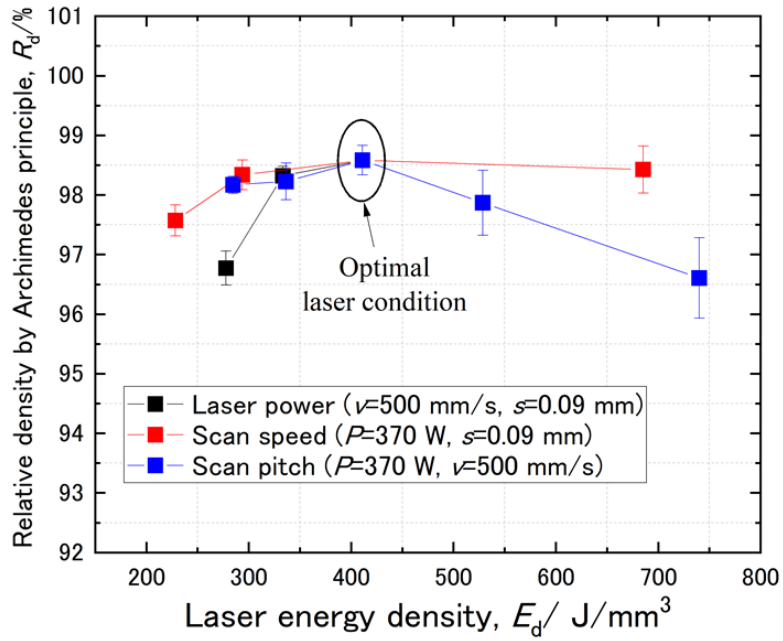 Relative density by Archimedes principle, R_d/%
101
100
99
98
97
96
95
94
93
92
Optimal
laser condition
Laser power (v=500 mm/s, s=0.09 mm)
Scan speed (P=370 W, s=0.09 mm)
Scan pitch (P=370 W, v=500 mm/s)
200 300 400 500 600 700 800
Laser energy density, E_d/ J/mm³